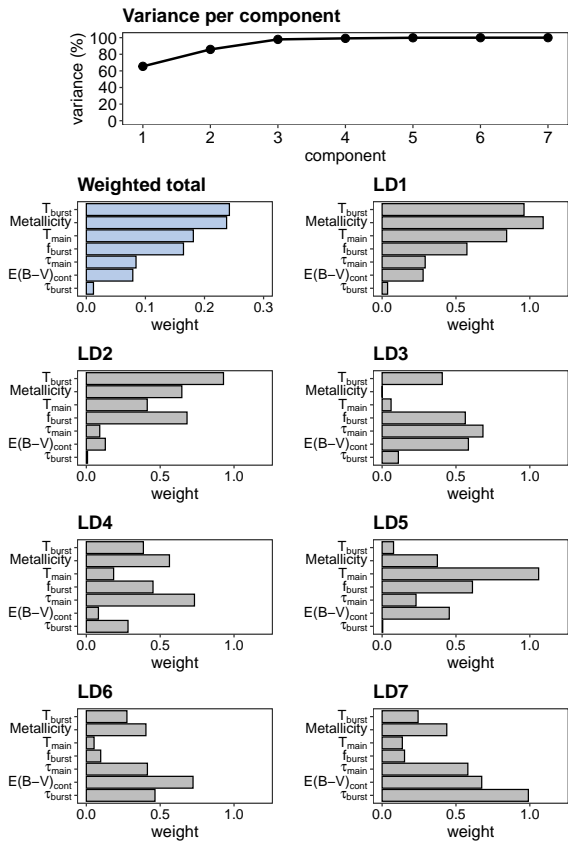 Variance per component
variance (%)
100
80
60
40
20
0
1 2 3 4 5 6 7
component
Weighted total
T_burst
Metallicity
T_main
f_burst
τ_main
E(B−V)_cont
τ_burst
0.0 0.1 0.2 0.3
weight
LD1
T_burst
Metallicity
T_main
f_burst
τ_main
E(B−V)_cont
τ_burst
0.0 0.5 1.0
weight
LD2
T_burst
Metallicity
T_main
f_burst
τ_main
E(B−V)_cont
τ_burst
0.0 0.5 1.0
weight
LD3
T_burst
Metallicity
T_main
f_burst
τ_main
E(B−V)_cont
τ_burst
0.0 0.5 1.0
weight
LD4
T_burst
Metallicity
T_main
f_burst
τ_main
E(B−V)_cont
τ_burst
0.0 0.5 1.0
weight
LD5
T_burst
Metallicity
T_main
f_burst
τ_main
E(B−V)_cont
τ_burst
0.0 0.5 1.0
weight
LD6
T_burst
Metallicity
T_main
f_burst
τ_main
E(B−V)_cont
τ_burst
0.0 0.5 1.0
weight
LD7
T_burst
Metallicity
T_main
f_burst
τ_main
E(B−V)_cont
τ_burst
0.0 0.5 1.0
weight